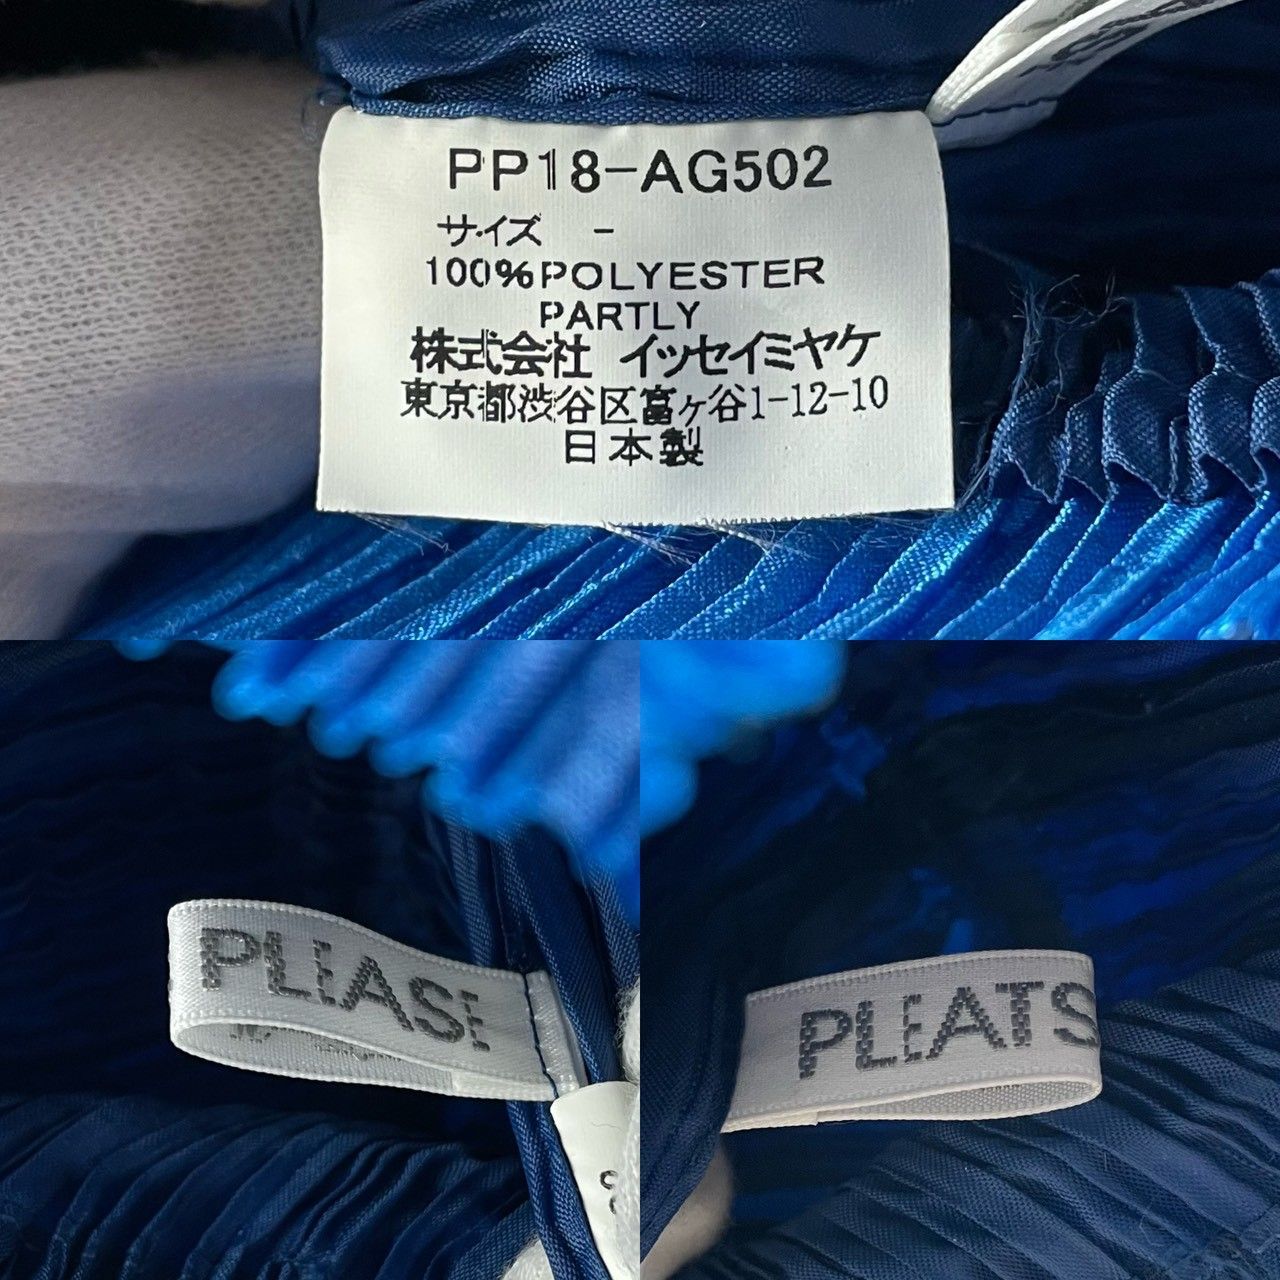 PP18-AG502
サイズ -
100%POLYESTER
PARTLY
株式会社 イッセイミヤケ
東京都渋谷区富ヶ谷1-12-10
日本製
PLEASE
PLEATS